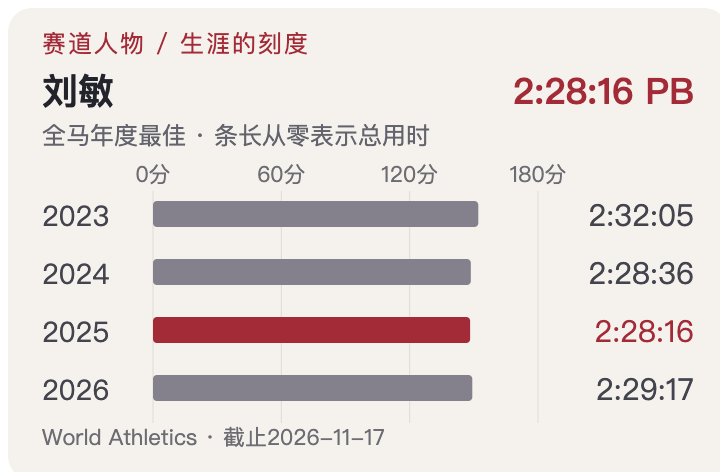 赛道人物 / 生涯的刻度
刘敏 2:28:16 PB
全马年度最佳 · 条长从零表示总用时
0分 60分 120分 180分
2023 2:32:05
2024 2:28:36
2025 2:28:16
2026 2:29:17
World Athletics · 截止2026–11–17